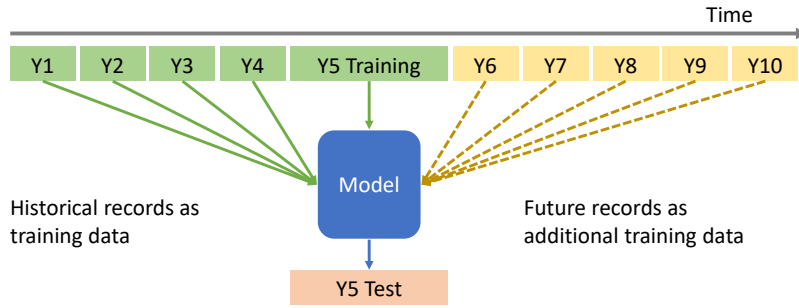 Time
Y1 Y2 Y3 Y4 Y5 Training Y6 Y7 Y8 Y9 Y10
Model
Historical records as
training data
Future records as
additional training data
Y5 Test